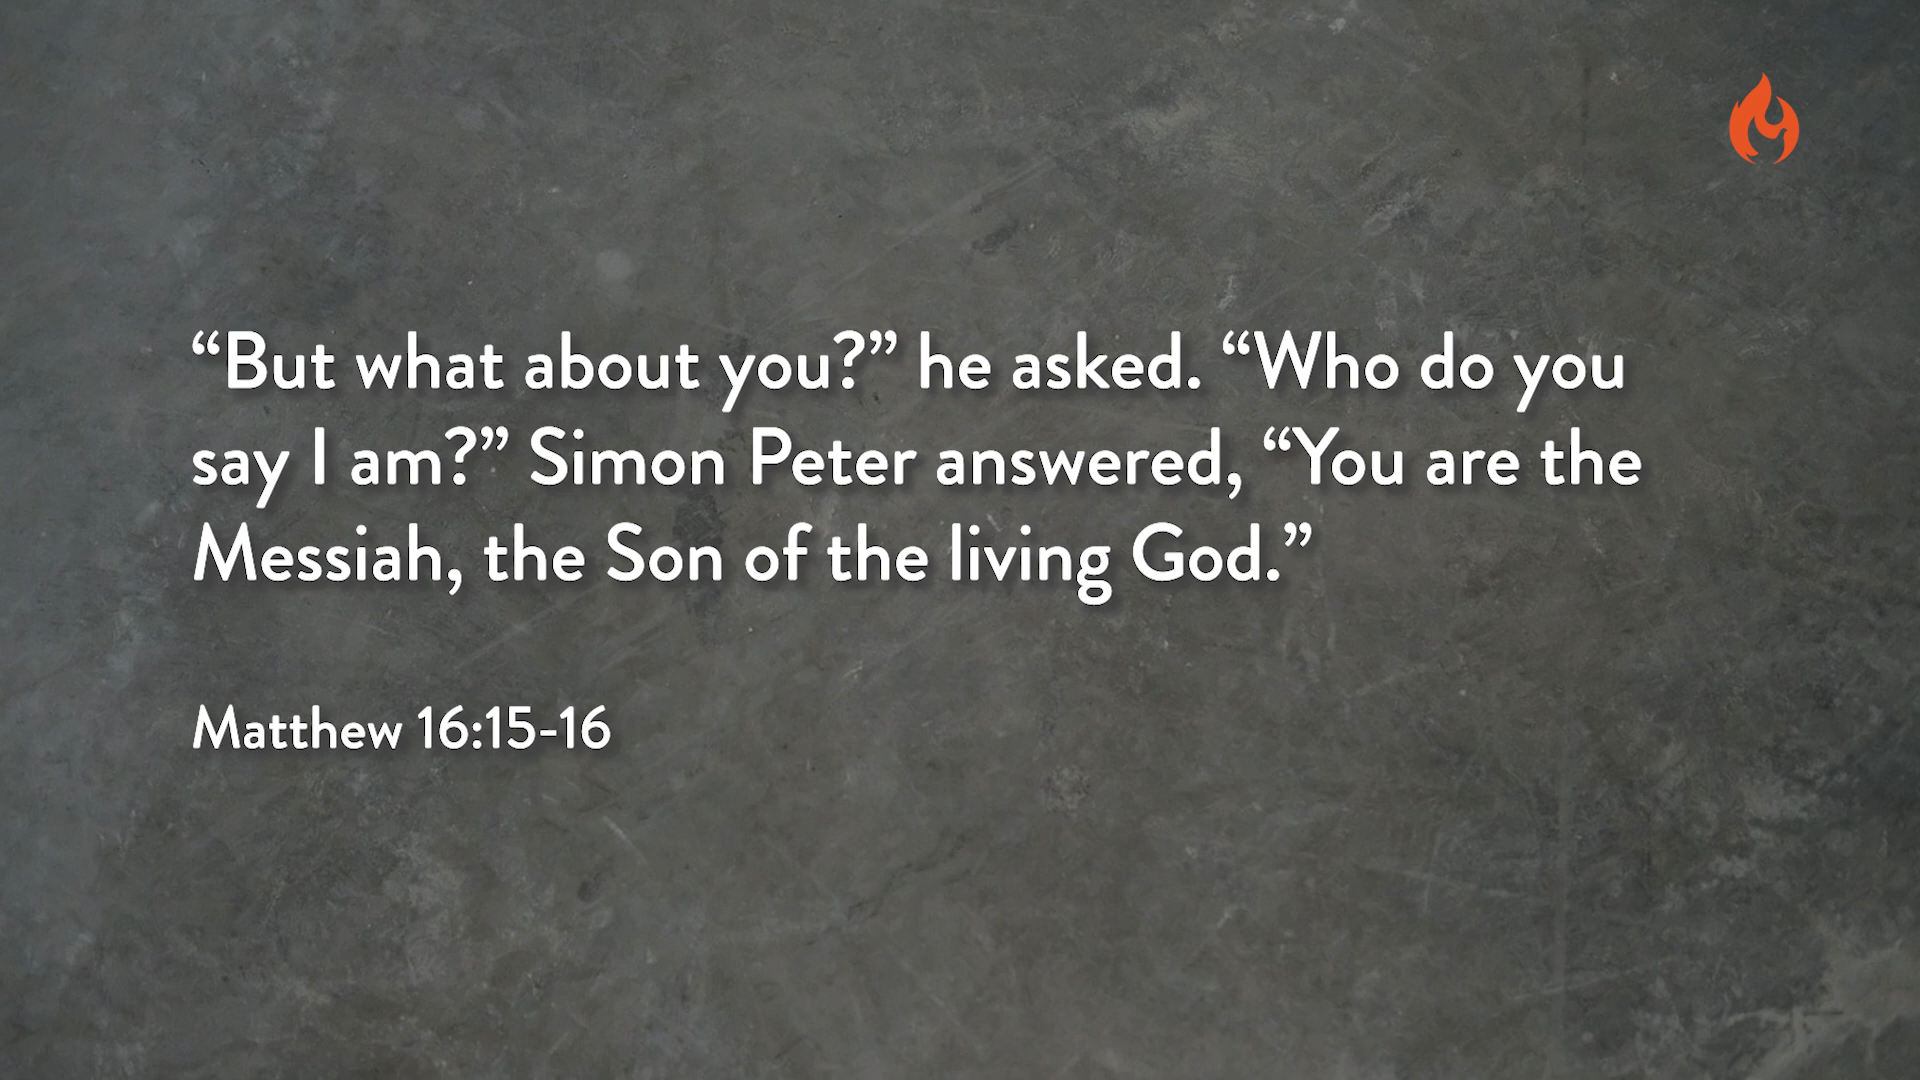 “But what about you?” he asked. “Who do you
say I am?” Simon Peter answered, “You are the
Messiah, the Son of the living God.”
Matthew 16:15-16